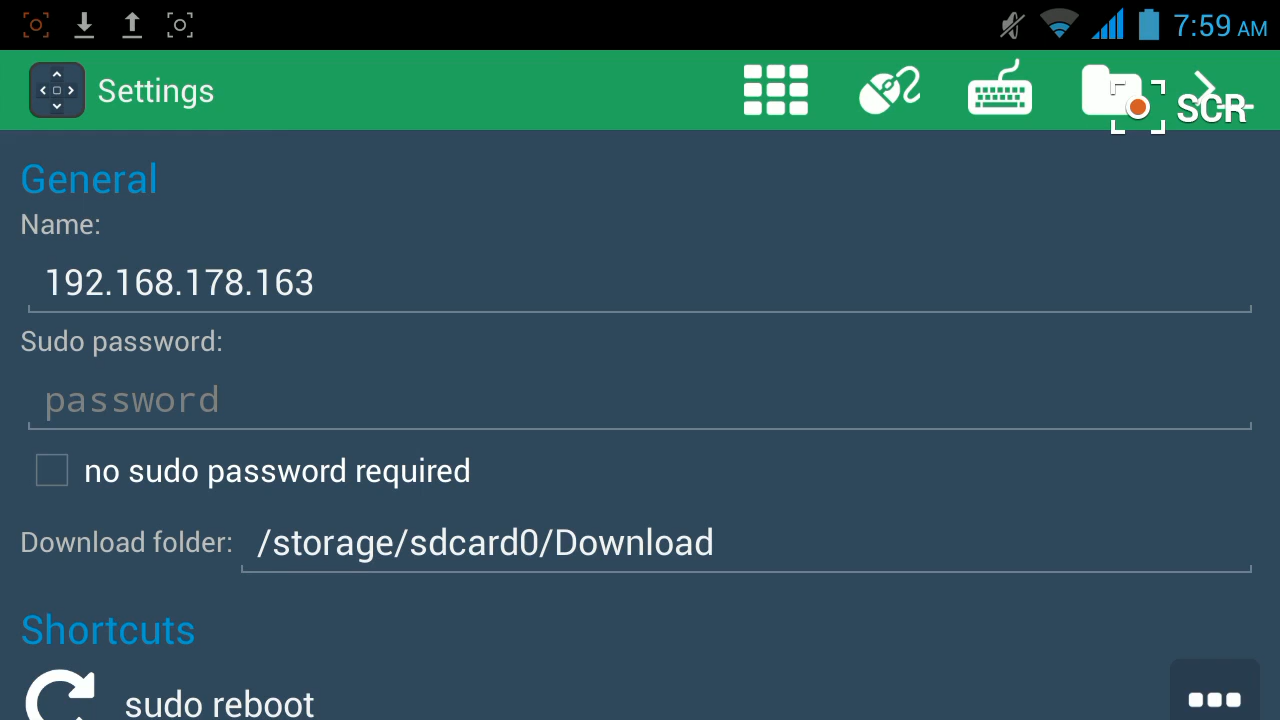 7:59 AM
Settings
SCR
General
Name:
192.168.178.163
Sudo password:
password
no sudo password required
Download folder: /storage/sdcard0/Download
Shortcuts
sudo reboot